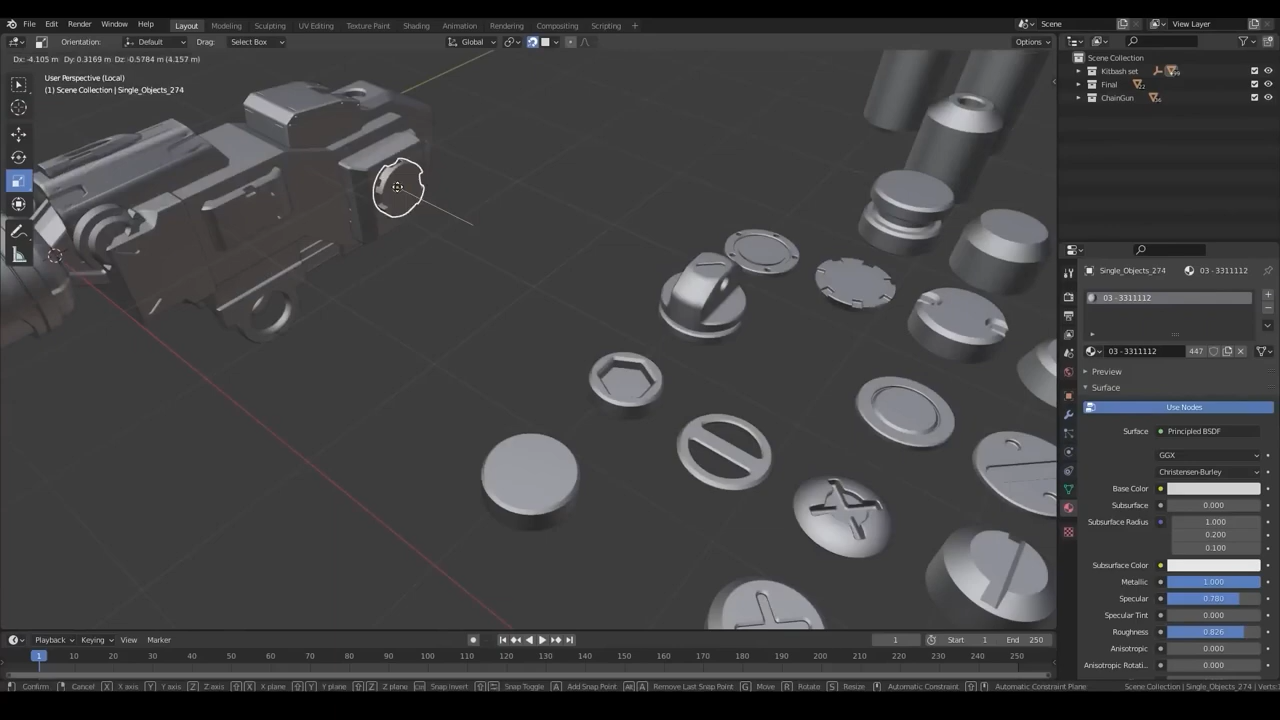 File Edit Render Window Help Layout Modeling Sculpting UV Editing Texture Paint Shading Animation Rendering Compositing Scripting + Scene View Layer
Orientation: Default Drag: Select Box Global Options
Dx: -4.105 m Dy: 0.3169 m Dz: -0.5784 m (4.157 m)
User Perspective (Local)
(1) Scene Collection | Single_Objects_274
Scene Collection
Kitbash set
Final
ChainGun
Single_Objects_274 03 - 3311112
03 - 3311112
03 - 3311112 447
Preview
Surface
Use Nodes
Surface Principled BSDF
GGX
Christensen-Burley
Base Color
Subsurface 0.000
Subsurface Radius 1.000
0.200
0.100
Subsurface Color
Metallic 1.000
Specular 0.780
Specular Tint 0.000
Roughness 0.826
Anisotropic 0.000
Anisotropic Rotati.. 0.000
Playback Keying View Marker 1 Start 1 End 250
1 10 20 30 40 50 60 70 80 90 100 110 120 130 140 150 160 170 180 190 200 210 220 230 240 250
Confirm Cancel X X axis Y Y axis Z Z axis X X plane Y Y plane Z Z plane Snap Invert Snap Toggle A Add Snap Point A Remove Last Snap Point G Move R Rotate S Resize Automatic Constraint Automatic Constraint Plane Scene Collection | Single_Objects_274 | Verts: